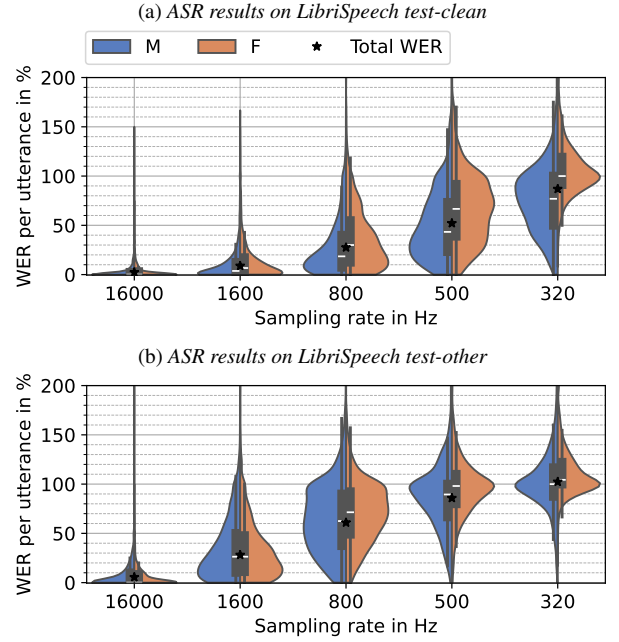 (a) ASR results on LibriSpeech test-clean
M F Total WER
WER per utterance in %
200
150
100
50
0
16000 1600 800 500 320
Sampling rate in Hz
(b) ASR results on LibriSpeech test-other
WER per utterance in %
200
150
100
50
0
16000 1600 800 500 320
Sampling rate in Hz